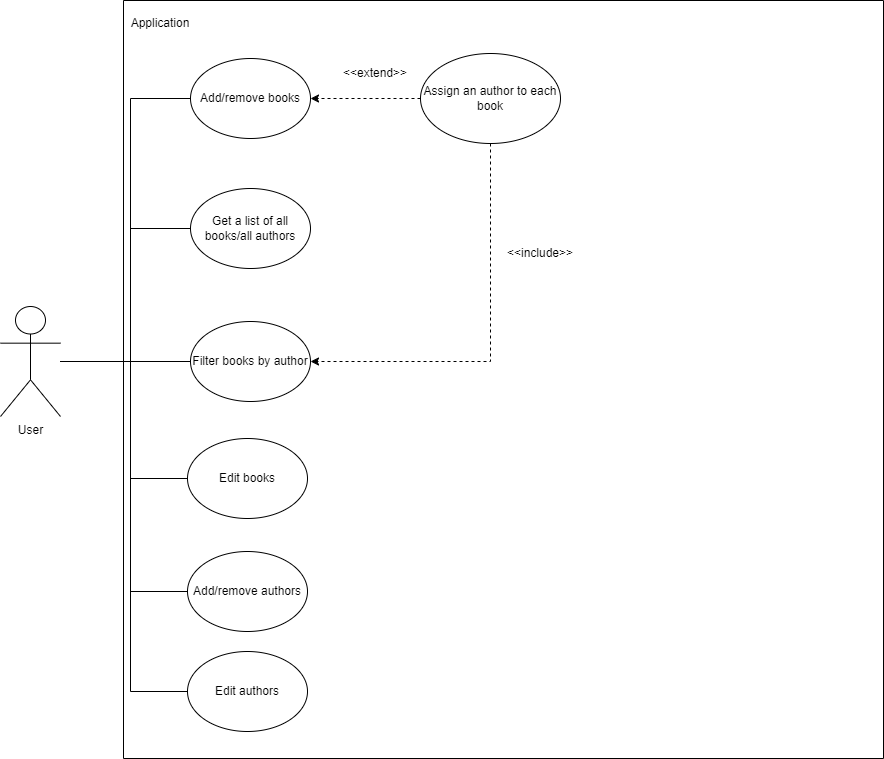 Application
Add/remove books
<<extend>>
Assign an author to each
book
Get a list of all
books/all authors
<<include>>
Filter books by author
User
Edit books
Add/remove authors
Edit authors